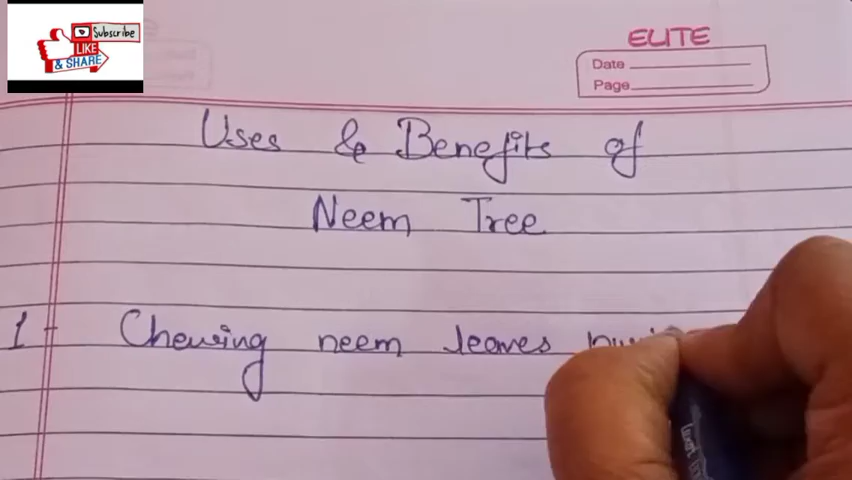 Subscribe
LIKE
& SHARE
ELITE
Date
Page
Uses & Benefits of
Neem Tree
1- Chewing neem leaves